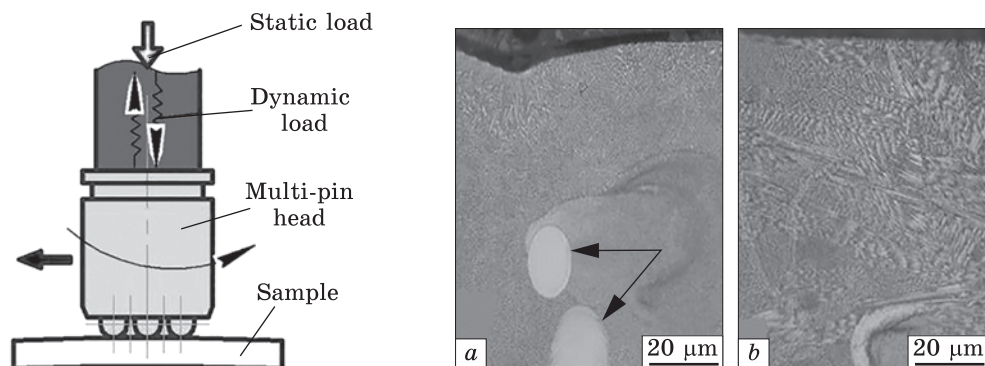 Static load
Dynamic
load
Multi-pin
head
Sample
a
20 μm
b
20 μm